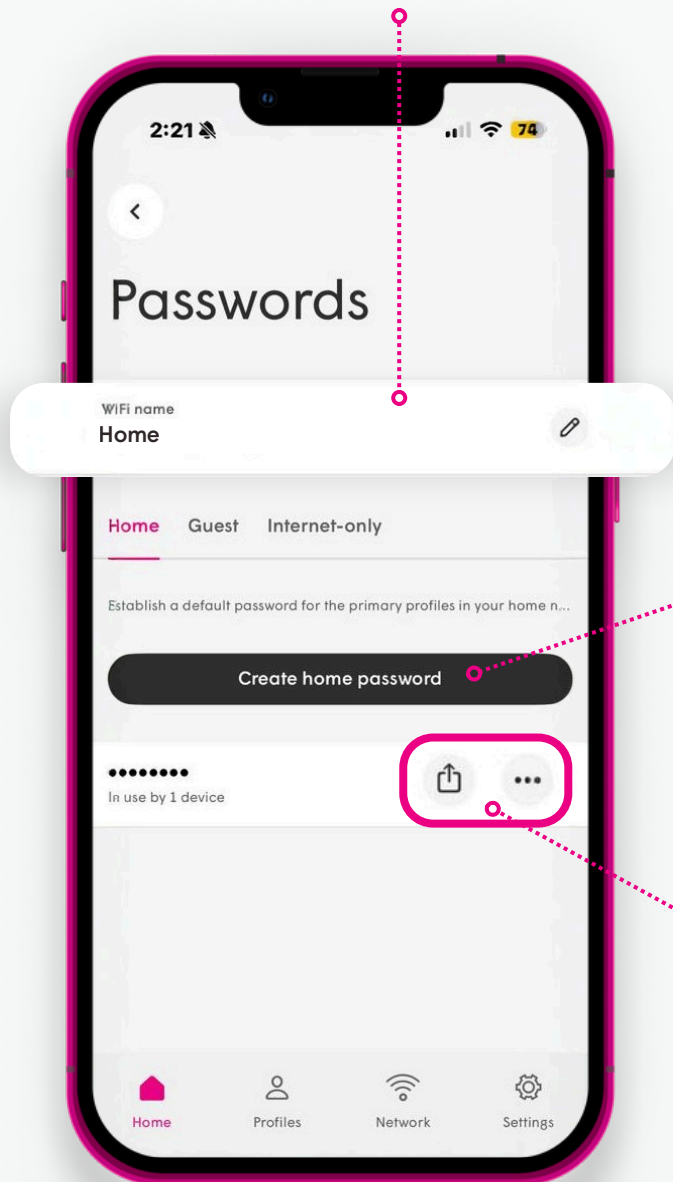 2:21
74
Passwords
WiFi name
Home
Home Guest Internet-only
Establish a default password for the primary profiles in your home n...
Create home password
••••••••
In use by 1 device
Home Profiles Network Settings